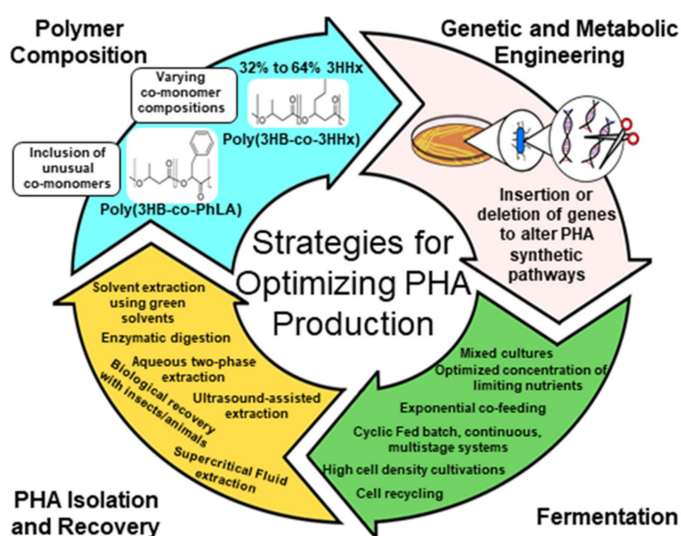 Polymer
Composition
Genetic and Metabolic
Engineering
Varying
co-monomer
compositions
32% to 64% 3HHx
Poly(3HB-co-3HHx)
Inclusion of
unusual
co-monomers
Poly(3HB-co-PhLA)
Insertion or
deletion of genes
to alter PHA
synthetic
pathways
Strategies for
Optimizing PHA
Production
Solvent extraction
using green
solvents
Enzymatic digestion
Aqueous two-phase
extraction
Biological recovery
with insects/animals
Ultrasound-assisted
extraction
Supercritical Fluid
extraction
Mixed cultures
Optimized concentration of
limiting nutrients
Exponential co-feeding
Cyclic Fed batch, continuous,
multistage systems
High cell density cultivations
Cell recycling
PHA Isolation
and Recovery
Fermentation